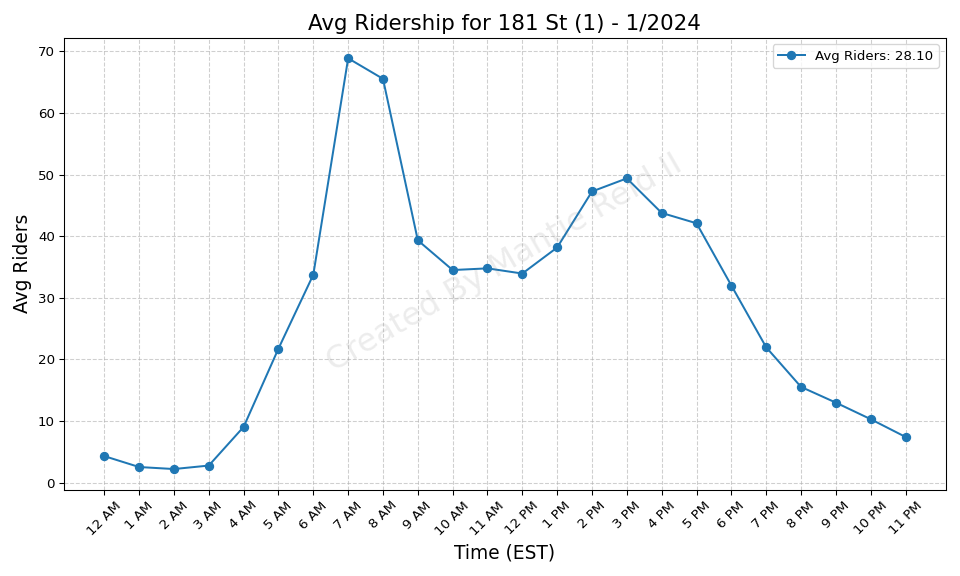 Avg Ridership for 181 St (1) - 1/2024
Avg Riders: 28.10
Avg Riders
70
60
50
40
30
20
10
0
Created By Mantic Reid II
12 AM
1 AM
2 AM
3 AM
4 AM
5 AM
6 AM
7 AM
8 AM
9 AM
10 AM
11 AM
12 PM
1 PM
2 PM
3 PM
4 PM
5 PM
6 PM
7 PM
8 PM
9 PM
10 PM
11 PM
Time (EST)